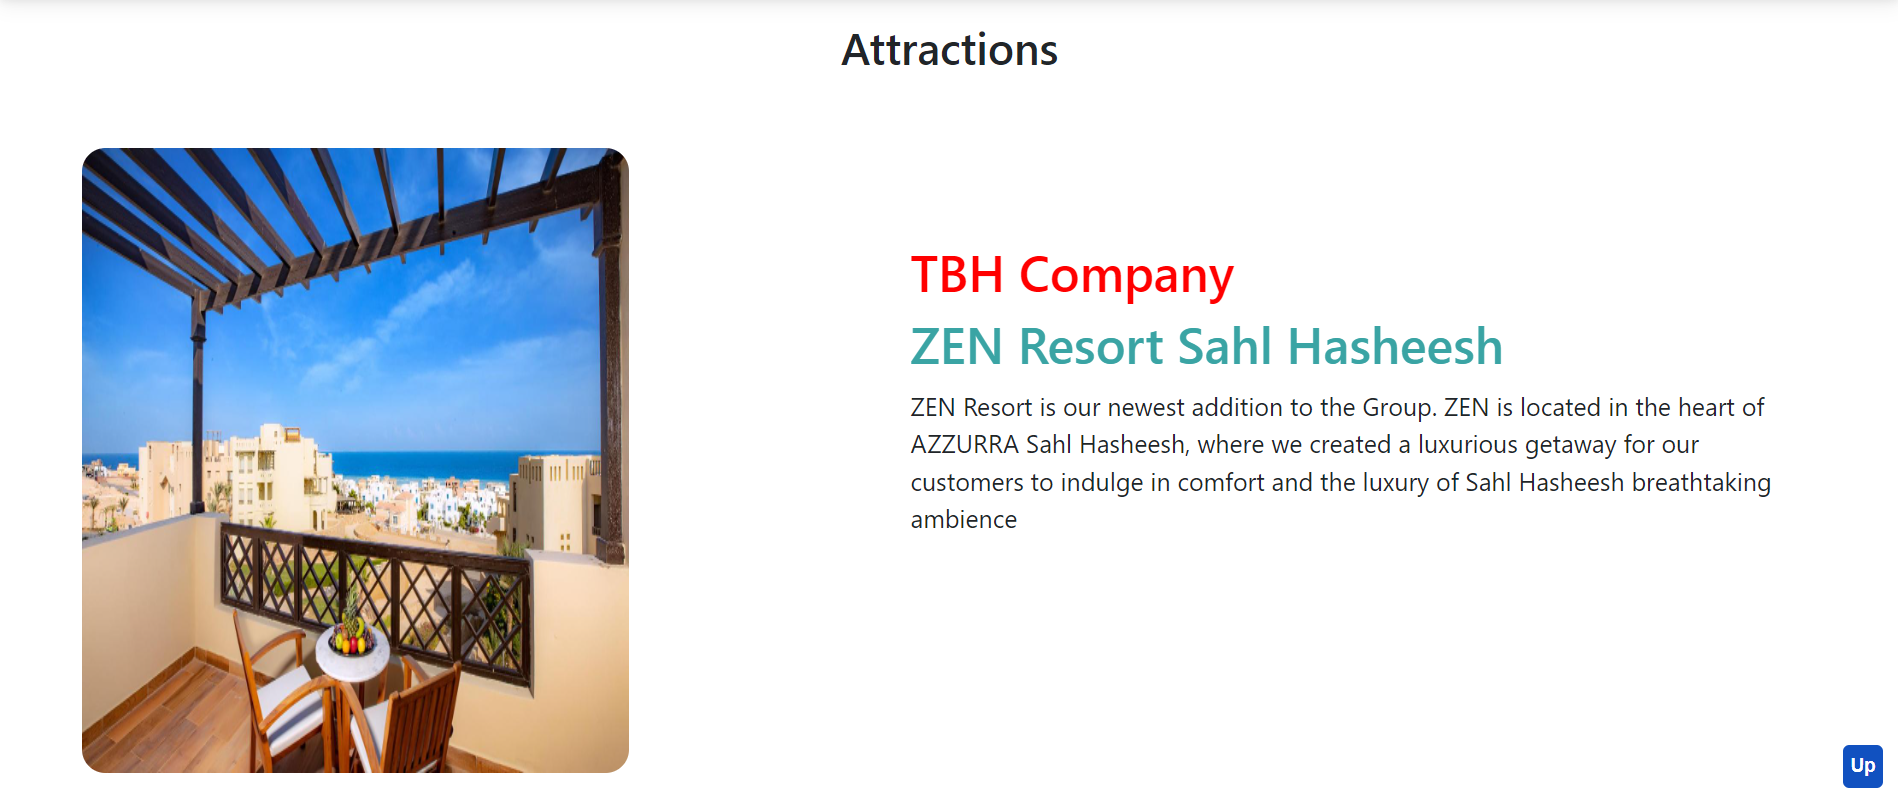 Attractions
TBH Company
ZEN Resort Sahl Hasheesh
ZEN Resort is our newest addition to the Group. ZEN is located in the heart of
AZZURRA Sahl Hasheesh, where we created a luxurious getaway for our
customers to indulge in comfort and the luxury of Sahl Hasheesh breathtaking
ambience
Up